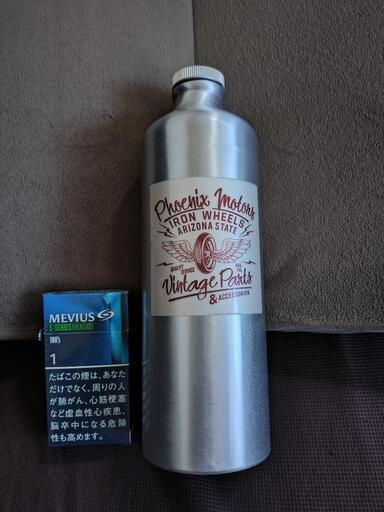 Phoenix Motors
IRON WHEELS
ARIZONA STATE
QUALITY
SERVICE
Vintage Parts
& ACCESSORIES
MEVIUS
E-SERIES MENTHOL
100's
1
たばこの煙は、あなた
だけでなく、周りの人
が肺がん、心筋梗塞
など虚血性心疾患、
脳卒中になる危険
性も高めます。